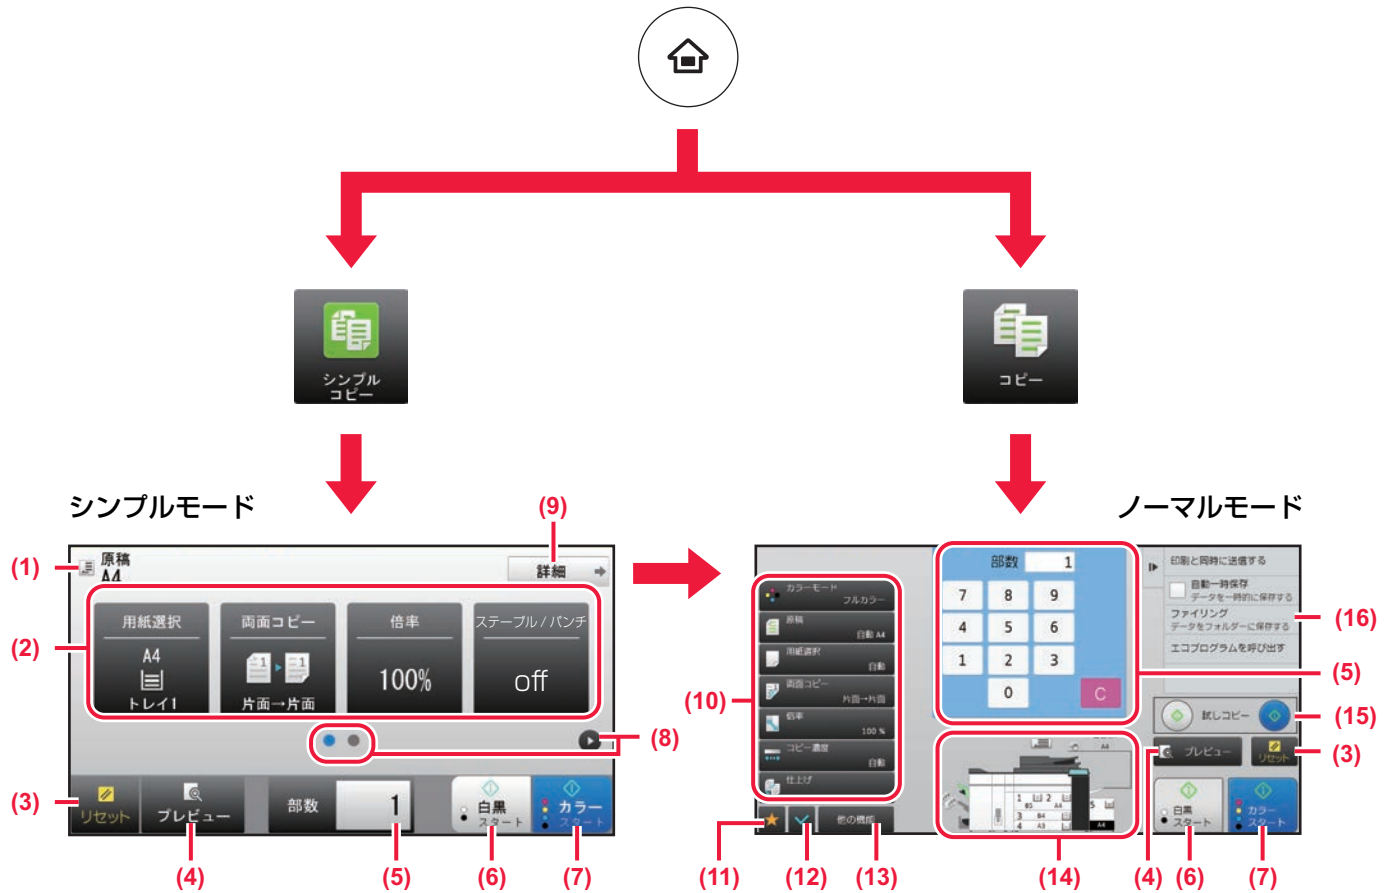 シンプル
コピー
コピー
シンプルモード
ノーマルモード
(9)
(1)
原稿
A4
詳細
(2)
用紙選択
A4
トレイ1
両面コピー
1 1
片面→片面
倍率
100%
ステープル / パンチ
off
(8)
(3)
リセット
プレビュー
部数
1
白黒
スタート
カラー
スタート
(4)
(5)
(6)
(7)
(10)
カラーモード
フルカラー
原稿
自動 A4
用紙選択
自動
両面コピー
片面→片面
倍率
100 %
コピー濃度
自動
仕上げ
他の機能
(11)
(12)
(13)
部数 1
7 8 9
4 5 6
1 2 3
0 C
(5)
A4
1 2
B5 A4
3 B4
4 A3
5
A4
(14)
印刷と同時に送信する
自動一時保存
データを一時的に保存する
ファイリング
データをフォルダーに保存する
エコプログラムを呼び出す
(16)
試しコピー
(15)
プレビュー
リセット
(3)
白黒
スタート
カラー
スタート
(4)
(6)
(7)